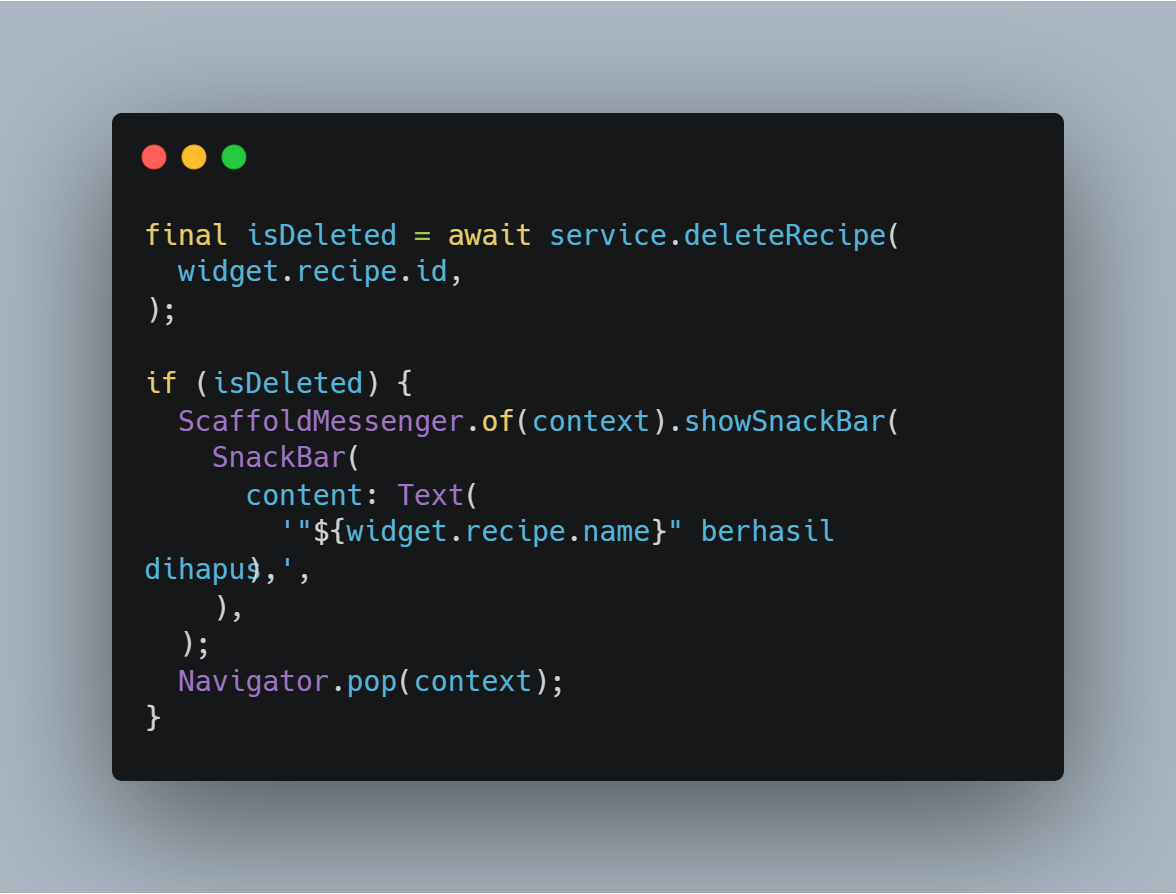 final isDeleted = await service.deleteRecipe(
  widget.recipe.id,
);

if (isDeleted) {
  ScaffoldMessenger.of(context).showSnackBar(
    SnackBar(
      content: Text(
        '"${widget.recipe.name}" berhasil
dihapus.',
      ),
    ),
  );
  Navigator.pop(context);
}